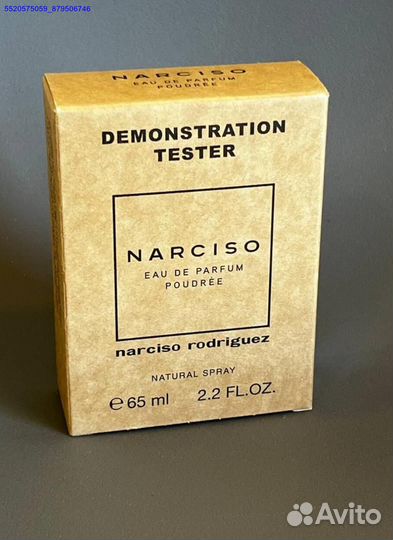 5520575059_879506746
NARCISO
EAU DE PARFUM
POUDRÉE
DEMONSTRATION
TESTER
NARCISO
EAU DE PARFUM
POUDRÉE
narciso rodriguez
NATURAL SPRAY
℮ 65 ml 2.2 FL.OZ.
Avito